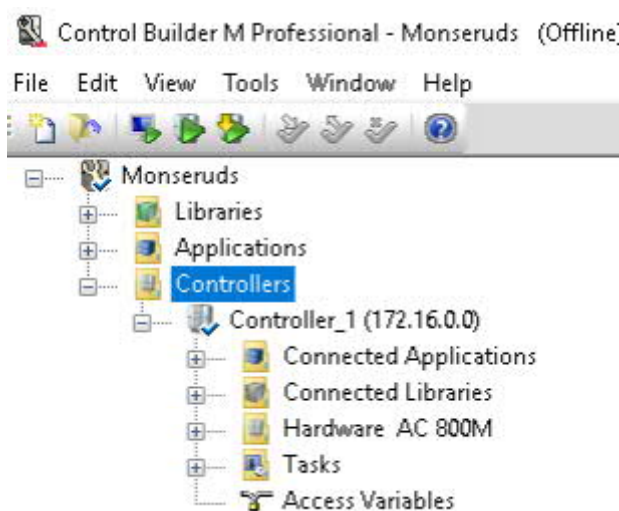 Control Builder M Professional - Monseruds (Offline)
File Edit View Tools Window Help
Monseruds
Libraries
Applications
Controllers
Controller_1 (172.16.0.0)
Connected Applications
Connected Libraries
Hardware AC 800M
Tasks
Access Variables